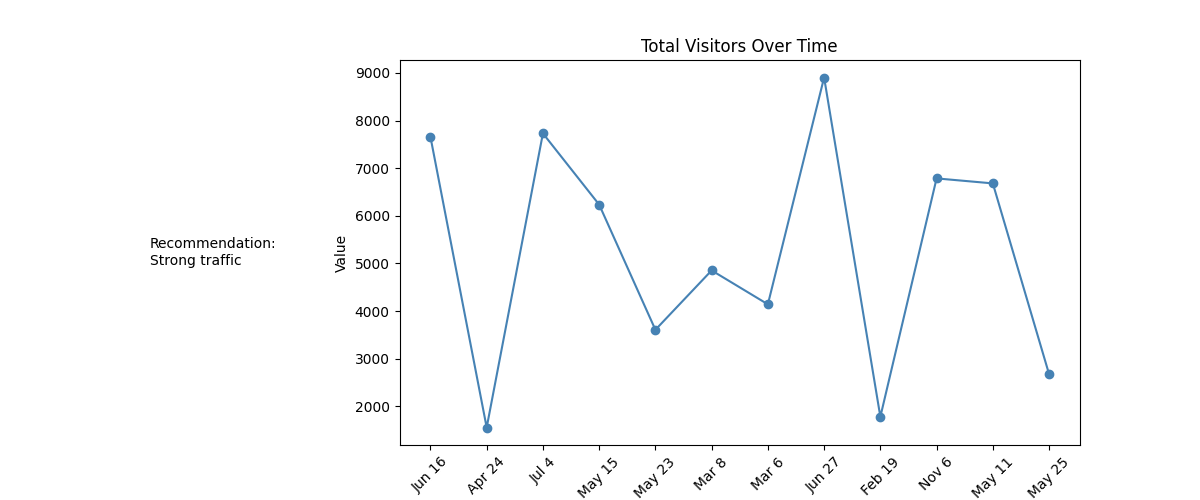 Total Visitors Over Time
Recommendation:
Strong traffic
Value
9000
8000
7000
6000
5000
4000
3000
2000
Jun 16
Apr 24
Jul 4
May 15
May 23
Mar 8
Mar 6
Jun 27
Feb 19
Nov 6
May 11
May 25